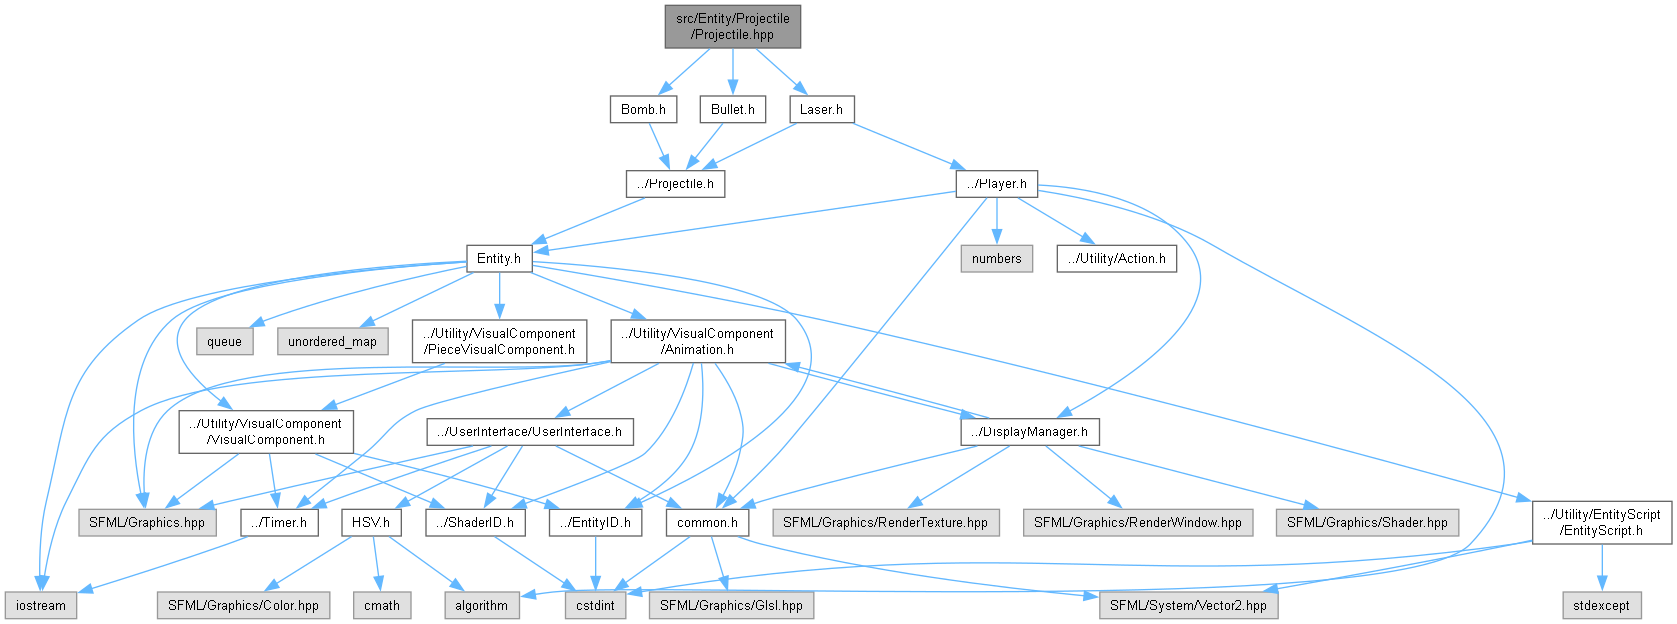 src/Entity/Projectile
/Projectile.hpp
Bomb.h
Bullet.h
Laser.h
../Projectile.h
../Player.h
Entity.h
numbers
../Utility/Action.h
queue
unordered_map
../Utility/VisualComponent
/PieceVisualComponent.h
../Utility/VisualComponent
/Animation.h
../Utility/VisualComponent
/VisualComponent.h
../UserInterface/UserInterface.h
../DisplayManager.h
SFML/Graphics.hpp
../Timer.h
HSV.h
../ShaderID.h
../EntityID.h
common.h
SFML/Graphics/RenderTexture.hpp
SFML/Graphics/RenderWindow.hpp
SFML/Graphics/Shader.hpp
../Utility/EntityScript
/EntityScript.h
iostream
SFML/Graphics/Color.hpp
cmath
algorithm
cstdint
SFML/Graphics/Glsl.hpp
SFML/System/Vector2.hpp
stdexcept